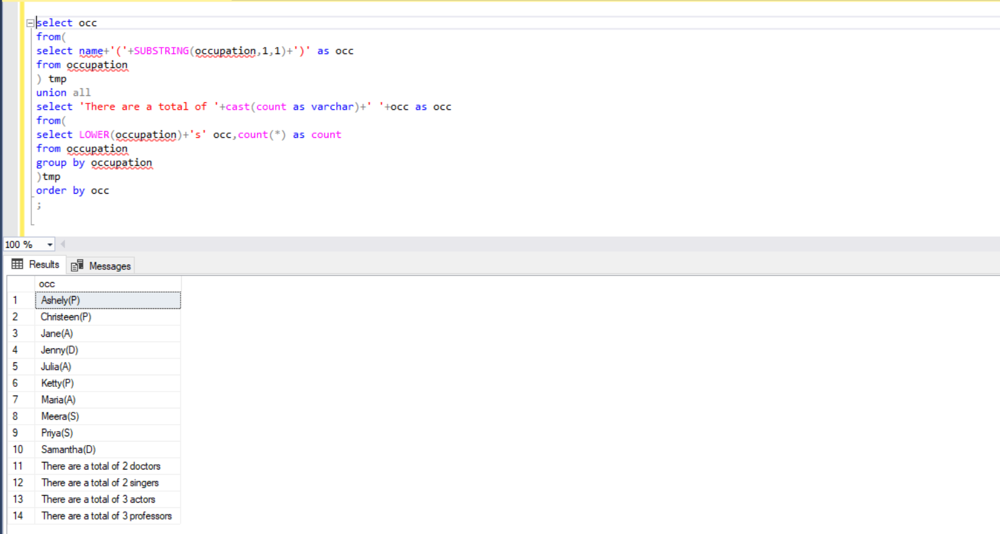 select occ
from(
select name+'('+SUBSTRING(occupation,1,1)+')' as occ
from occupation
) tmp
union all
select 'There are a total of '+cast(count as varchar)+' '+occ as occ
from(
select LOWER(occupation)+'s' occ,count(*) as count
from occupation
group by occupation
)tmp
order by occ
;
100 %
Results Messages
occ
1 Ashely(P)
2 Christeen(P)
3 Jane(A)
4 Jenny(D)
5 Julia(A)
6 Ketty(P)
7 Maria(A)
8 Meera(S)
9 Priya(S)
10 Samantha(D)
11 There are a total of 2 doctors
12 There are a total of 2 singers
13 There are a total of 3 actors
14 There are a total of 3 professors